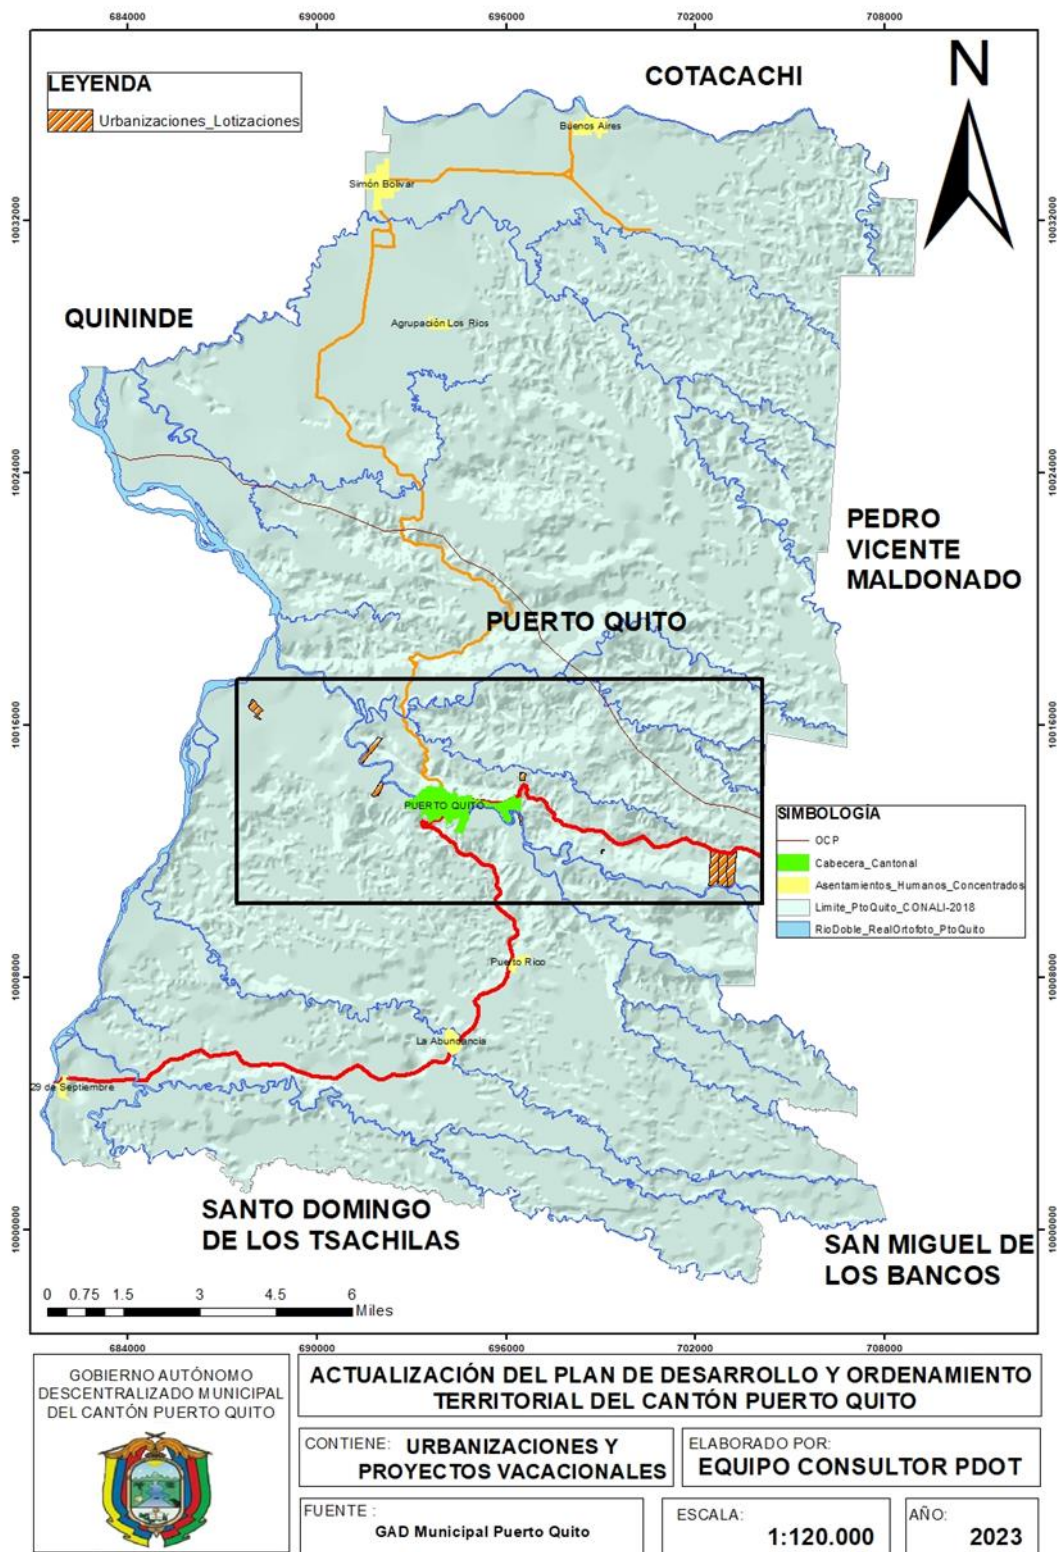 684000
690000
696000
702000
708000
LEYENDA
Urbanizaciones_Lotizaciones
COTACACHI
N
Buenos Aires
Simón Bolívar
10032000
10032000
QUININDE
Agrupación Los Ríos
10024000
10024000
PEDRO
VICENTE
MALDONADO
PUERTO QUITO
10016000
10016000
PUERTO QUITO
SIMBOLOGÍA
OCP
Cabecera_Cantonal
Asentamientos_Humanos_Concentrados
Limite_PtoQuito_CONALI-2018
RioDoble_RealOrtofoto_PtoQuito
Puerto Rico
10008000
10008000
La Abundancia
29 de Septiembre
SANTO DOMINGO
DE LOS TSACHILAS
10000000
10000000
SAN MIGUEL DE
LOS BANCOS
0 0.75 1.5 3 4.5 6
Miles
684000
690000
696000
702000
708000
GOBIERNO AUTÓNOMO
DESCENTRALIZADO MUNICIPAL
DEL CANTÓN PUERTO QUITO
ACTUALIZACIÓN DEL PLAN DE DESARROLLO Y ORDENAMIENTO
TERRITORIAL DEL CANTÓN PUERTO QUITO
CONTIENE: URBANIZACIONES Y
PROYECTOS VACACIONALES
ELABORADO POR:
EQUIPO CONSULTOR PDOT
FUENTE :
GAD Municipal Puerto Quito
ESCALA:
1:120.000
AÑO:
2023